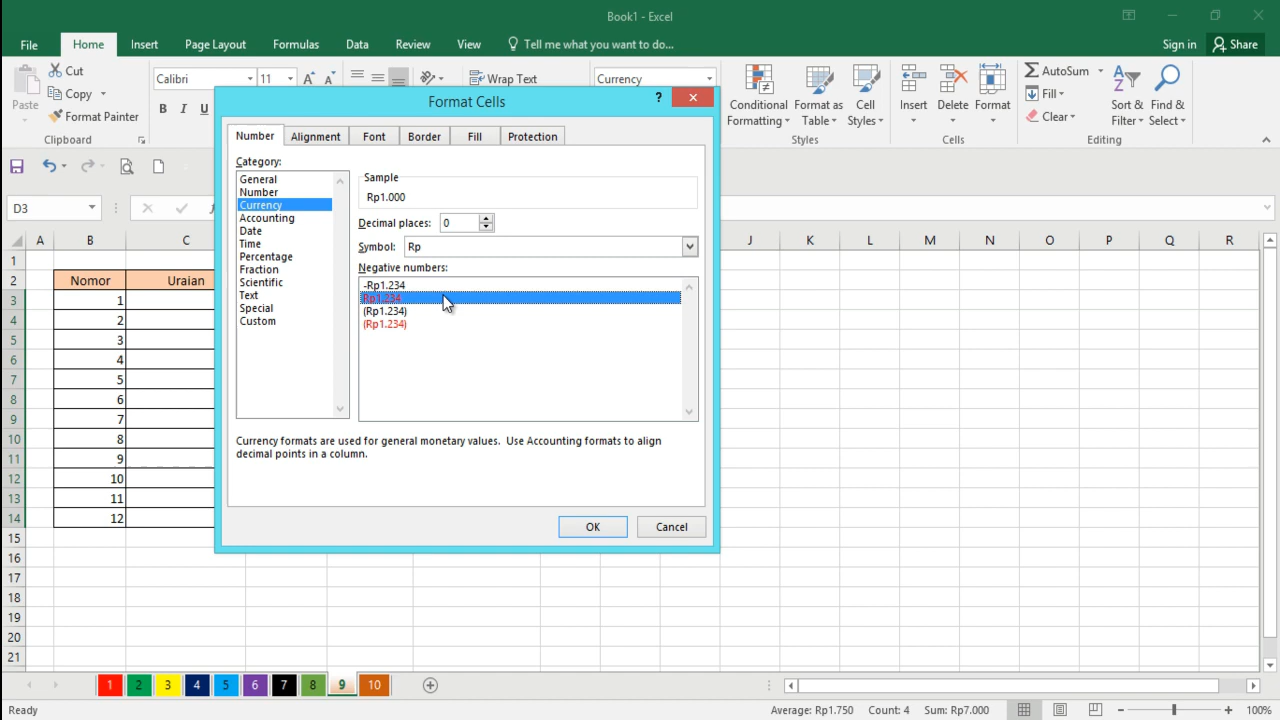 Book1 - Excel
File Home Insert Page Layout Formulas Data Review View Tell me what you want to do... Sign in Share
Paste
Cut
Copy
Format Painter
Clipboard
Calibri 11
B I U
Wrap Text
Currency
Conditional Formatting
Format as Table
Cell Styles
Styles
Insert Delete Format
Cells
AutoSum
Fill
Clear
Sort & Filter
Find & Select
Editing
D3
Format Cells
?
Number Alignment Font Border Fill Protection
Category:
General
Number
Currency
Accounting
Date
Time
Percentage
Fraction
Scientific
Text
Special
Custom
Sample
Rp1.000
Decimal places: 0
Symbol: Rp
Negative numbers:
-Rp1.234
Rp1.234
(Rp1.234)
(Rp1.234)
Currency formats are used for general monetary values. Use Accounting formats to align
decimal points in a column.
OK Cancel
A B C J K L M N O P Q R
1
2 Nomor Uraian
3 1
4 2
5 3
6 4
7 5
8 6
9 7
10 8
11 9
12 10
13 11
14 12
15
16
17
18
19
20
21
1 2 3 4 5 6 7 8 9 10
Ready Average: Rp1.750 Count: 4 Sum: Rp7.000 100%